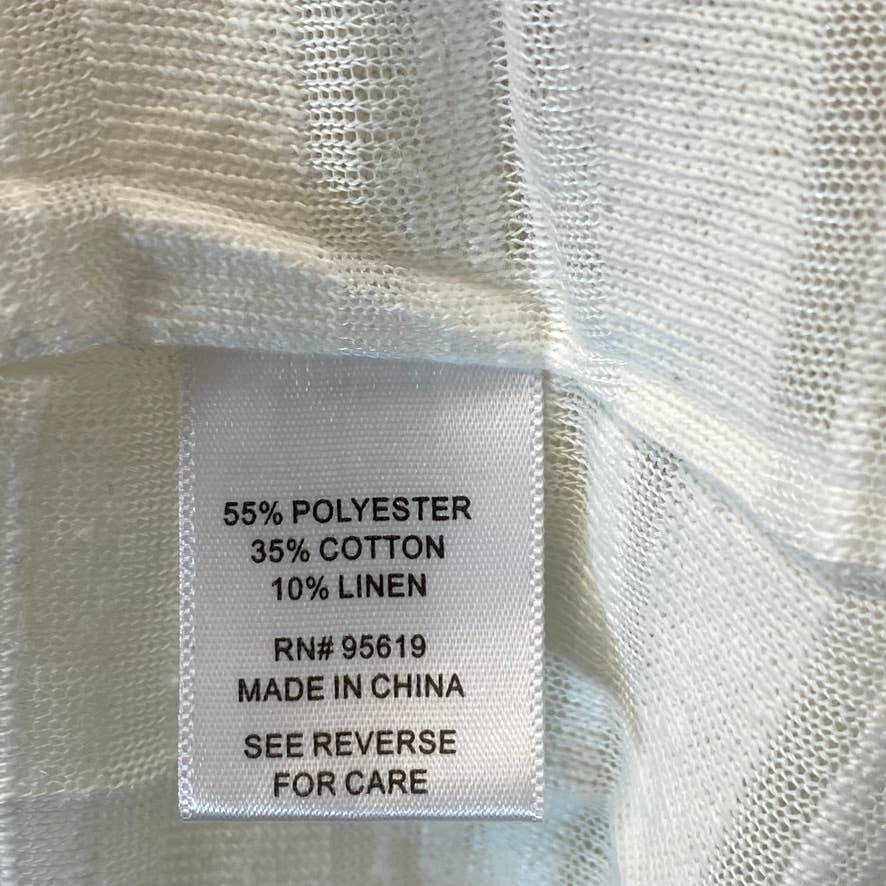 55% POLYESTER
35% COTTON
10% LINEN
RN# 95619
MADE IN CHINA
SEE REVERSE
FOR CARE